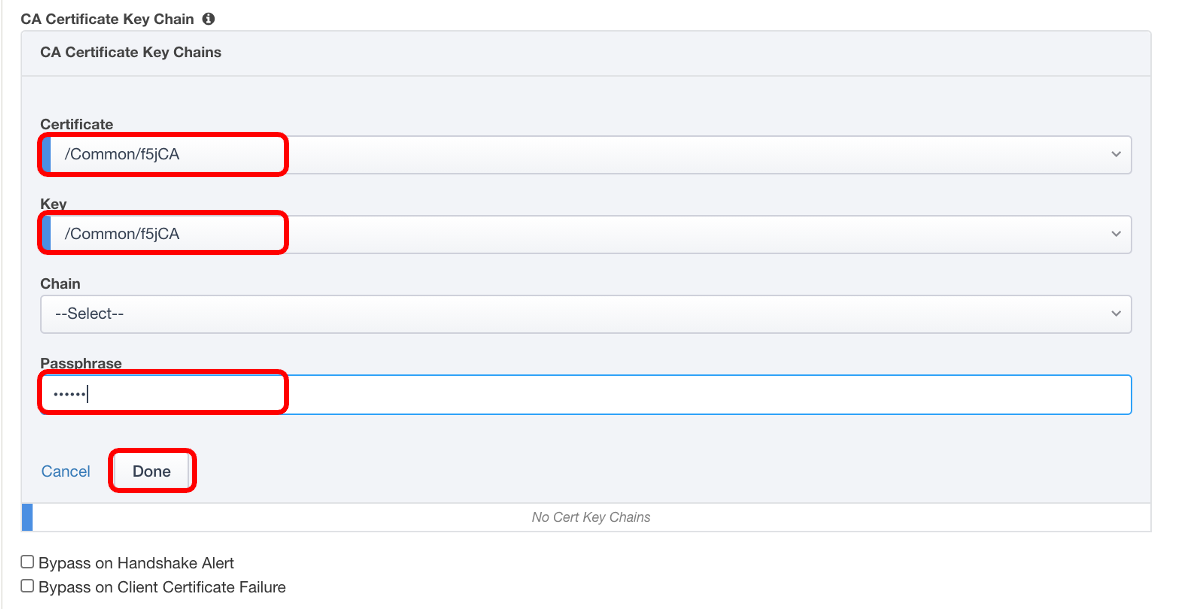 CA Certificate Key Chain
CA Certificate Key Chains
Certificate
/Common/f5jCA
Key
/Common/f5jCA
Chain
--Select--
Passphrase
••••••
Cancel Done
No Cert Key Chains
Bypass on Handshake Alert
Bypass on Client Certificate Failure